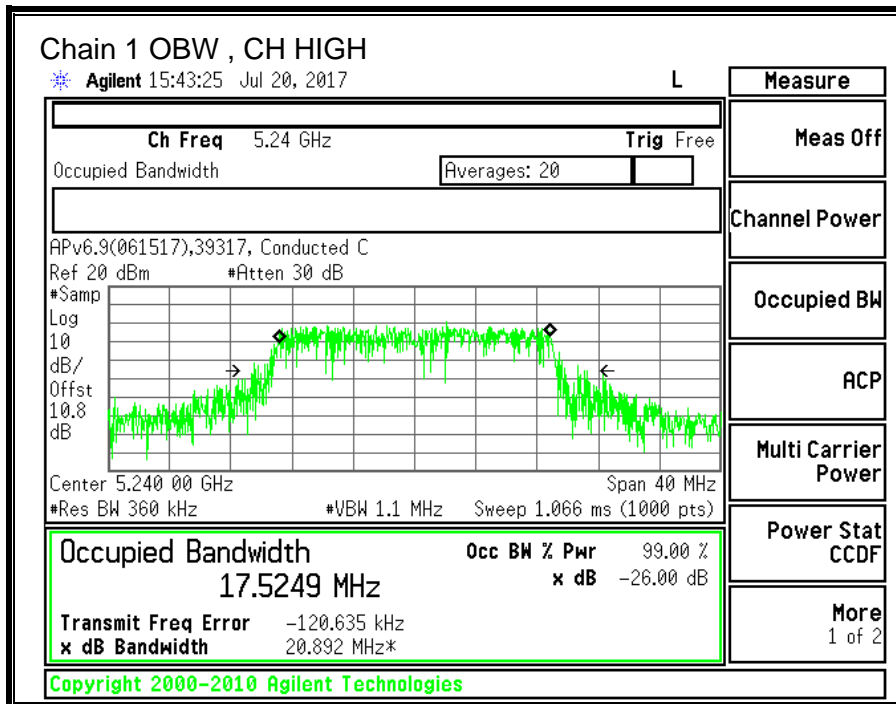 Chain 1 OBW , CH HIGH
Agilent 15:43:25 Jul 20, 2017 L
Ch Freq 5.24 GHz Trig Free
Occupied Bandwidth Averages: 20
APv6.9(061517),39317, Conducted C
Ref 20 dBm #Atten 30 dB
#Samp
Log
10
dB/
Offst
10.8
dB
Center 5.240 00 GHz Span 40 MHz
#Res BW 360 kHz #VBW 1.1 MHz Sweep 1.066 ms (1000 pts)
Occupied Bandwidth Occ BW % Pwr 99.00 %
17.5249 MHz x dB -26.00 dB
Transmit Freq Error -120.635 kHz
x dB Bandwidth 20.892 MHz*
Copyright 2000-2010 Agilent Technologies
Measure
Meas Off
Channel Power
Occupied BW
ACP
Multi Carrier
Power
Power Stat
CCDF
More
1 of 2